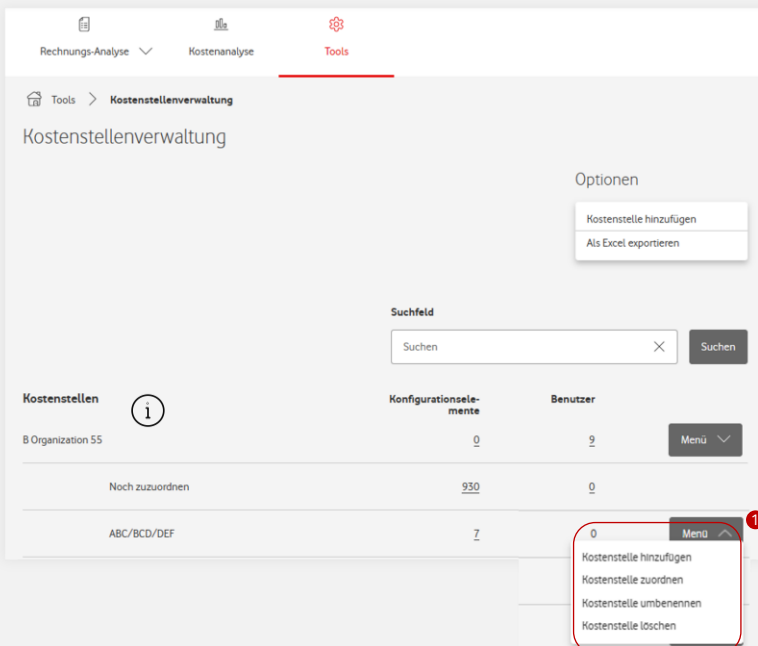 Rechnungs-Analyse
Kostenanalyse
Tools
Tools > Kostenstellenverwaltung
Kostenstellenverwaltung
Optionen
Kostenstelle hinzufügen
Als Excel exportieren
Suchfeld
Suchen
Suchen
Kostenstellen
i
Konfigurationsele-
mente
Benutzer
B Organization 55 0 9 Menü
Noch zuzuordnen 930 0
ABC/BCD/DEF 7 0 Menü
1
Kostenstelle hinzufügen
Kostenstelle zuordnen
Kostenstelle umbenennen
Kostenstelle löschen